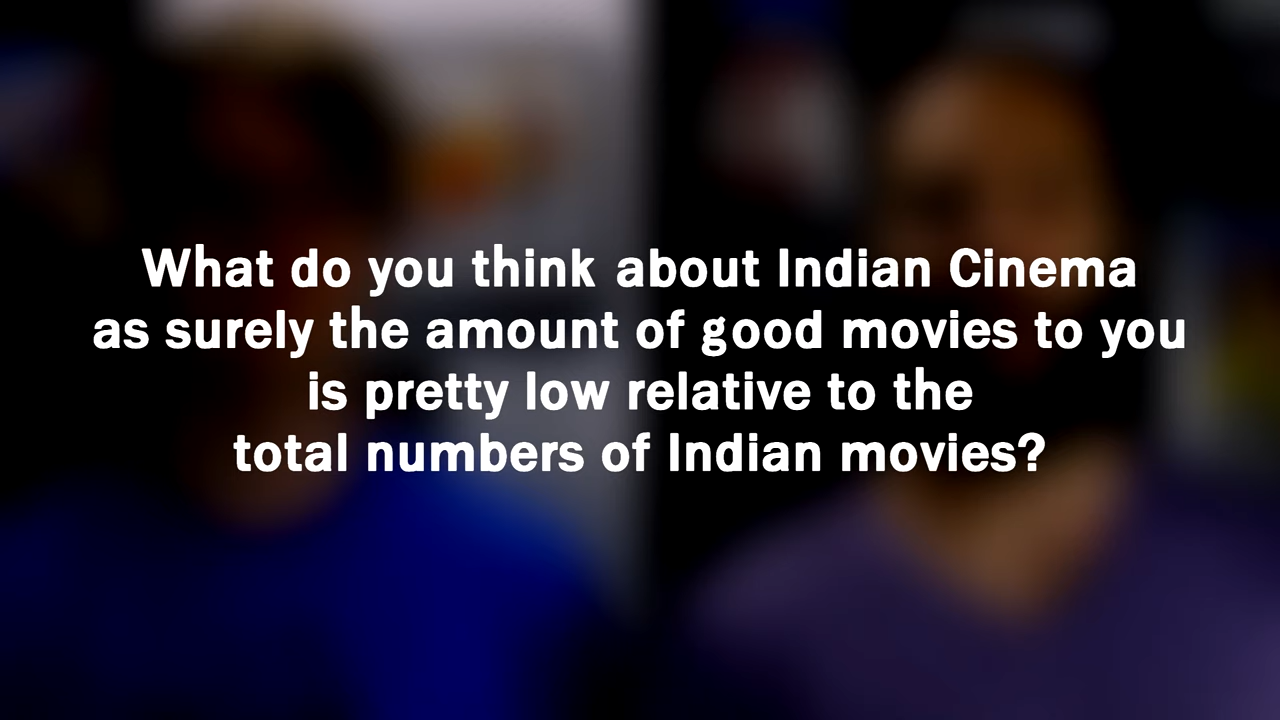 What do you think about Indian Cinema
as surely the amount of good movies to you
is pretty low relative to the
total numbers of Indian movies?